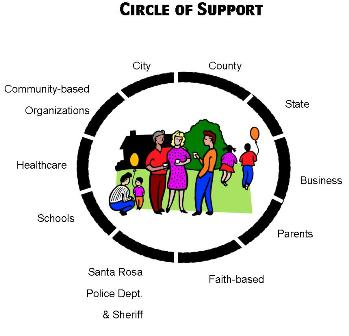 CIRCLE OF SUPPORT
City
County
State
Business
Parents
Faith-based
Santa Rosa
Police Dept.
& Sheriff
Schools
Healthcare
Community-based
Organizations